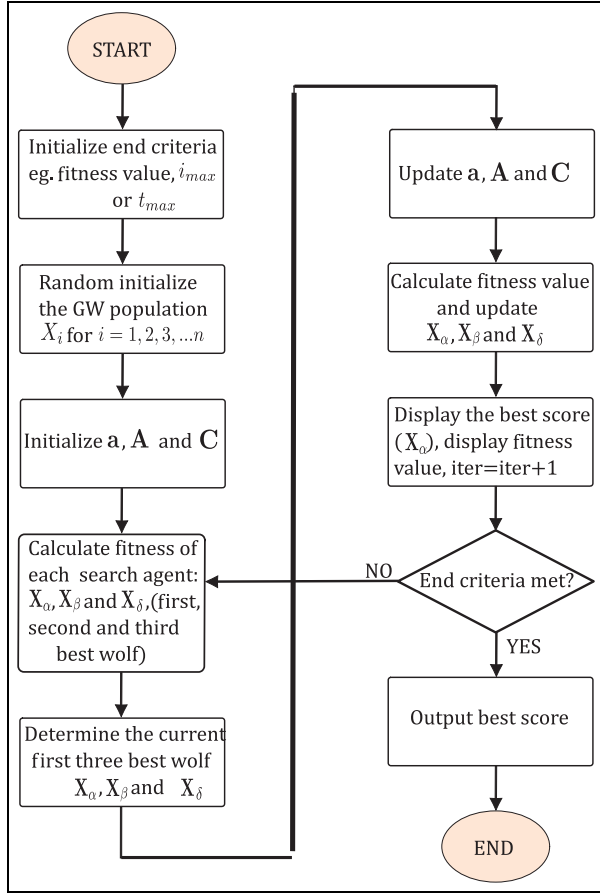 START
Initialize end criteria
eg. fitness value, i_max
or t_max
Random initialize
the GW population
X_i for i = 1, 2, 3, ...n
Initialize a, A and C
Calculate fitness of
each search agent:
X_α, X_β and X_δ,(first,
second and third
best wolf)
Determine the current
first three best wolf
X_α, X_β and X_δ
Update a, A and C
Calculate fitness value
and update
X_α, X_β and X_δ
Display the best score
(X_α), display fitness
value, iter=iter+1
End criteria met?
NO
YES
Output best score
END